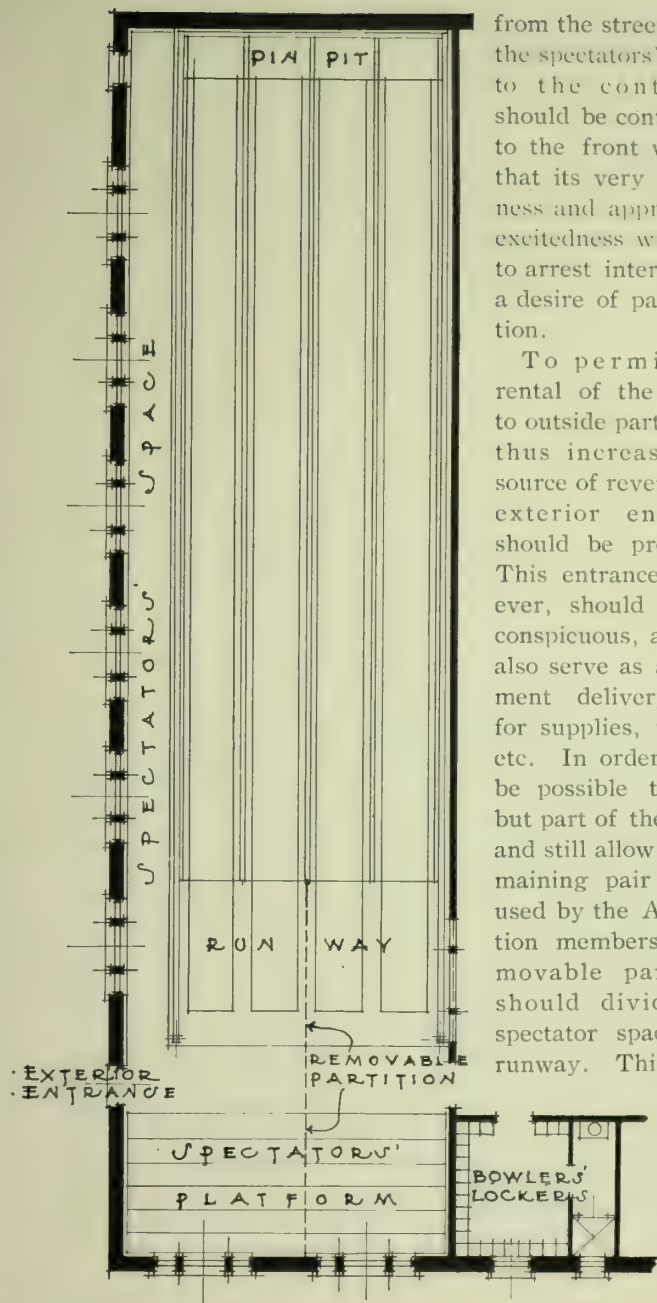 PIN PIT
SPECTATORS' SPACE
RUN WAY
REMOVABLE
PARTITION
· EXTERIOR
· ENTRANCE
SPECTATORS'
PLATFORM
BOWLERS'
LOCKERS
from the stree
the spectators'
to the cont
should be con
to the front w
that its very
ness and appr
excitedness w
to arrest inter
a desire of pa
tion.
To permi
rental of the
to outside part
thus increas
source of reve
exterior en
should be pr
This entrance
ever, should
conspicuous, a
also serve as a
ment deliver
for supplies,
etc. In order
be possible t
but part of the
and still allow
maining pair
used by the A
tion members
movable par
should divid
spectator spac
runway. Thi